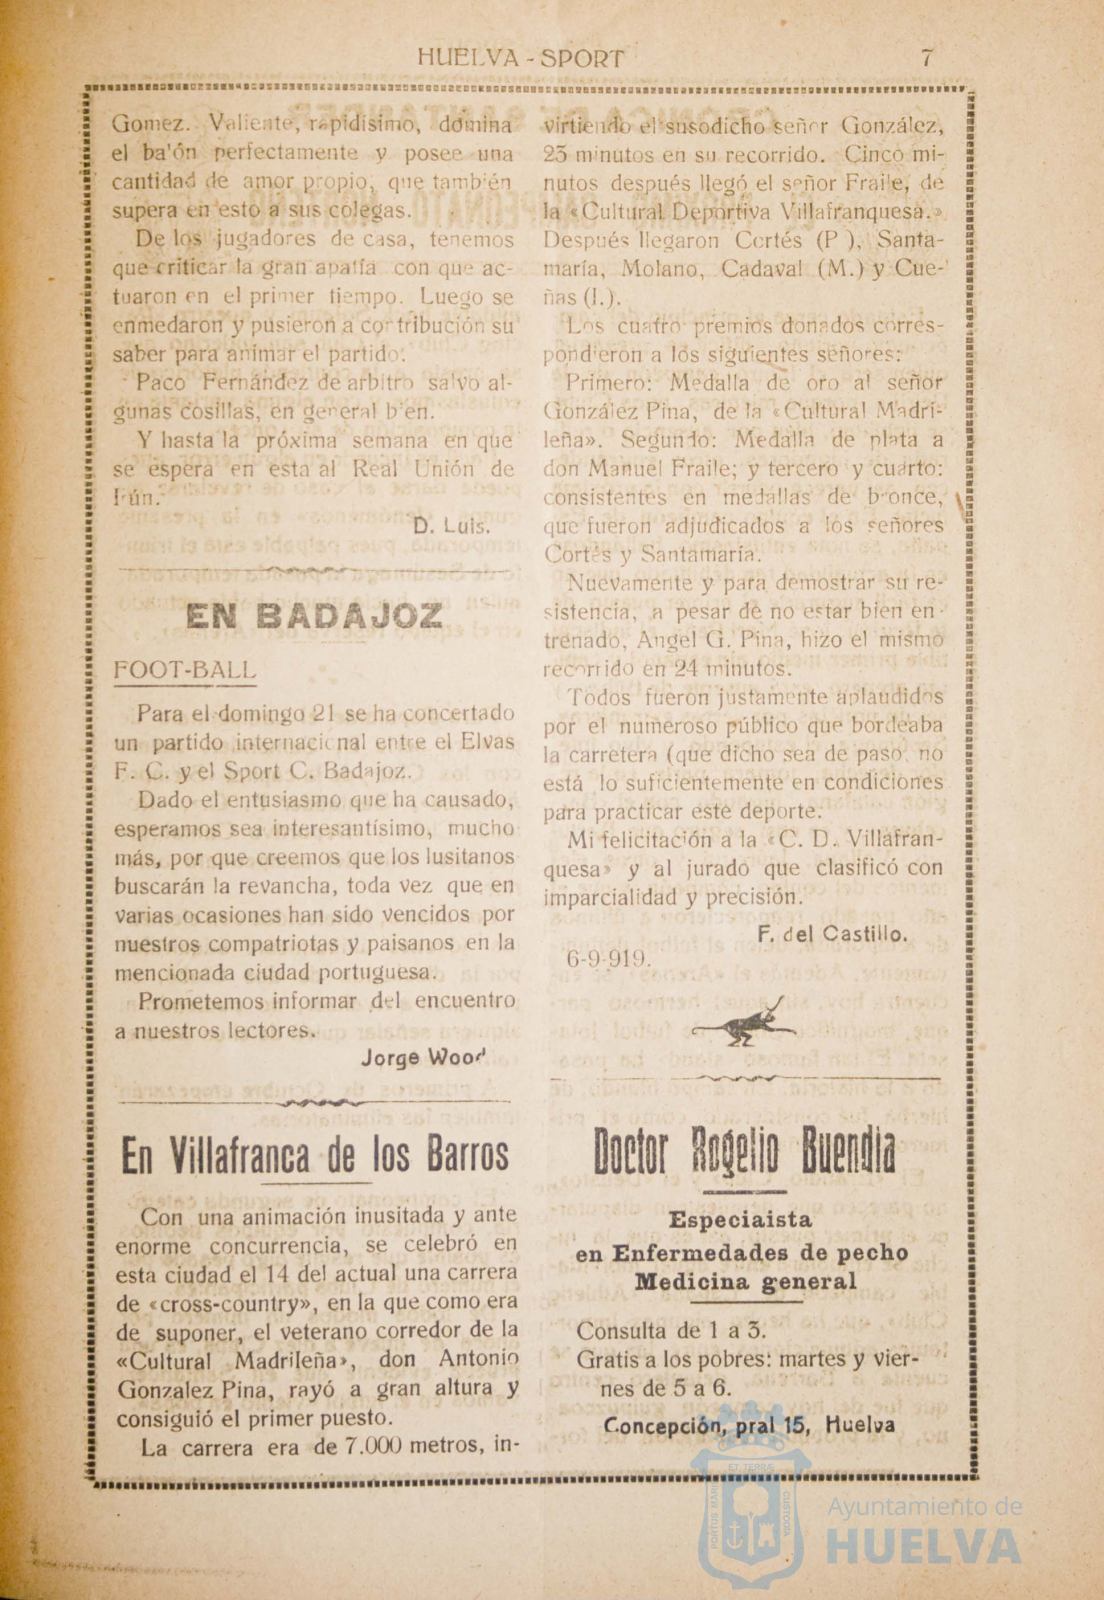 HUELVA - SPORT 7
Gomez. Valiente, rapidisimo, domina
el ba'ón perfectamente y posee una
cantidad de amor propio, que también
supera en esto a sus colegas.
De los jugadores de casa, tenemos
que criticar la gran apatía con que ac-
tuaron en el primer tiempo. Luego se
enmedaron y pusieron a contribución su
saber para animar el partido.
Paco Fernández de arbitro salvo al-
gunas cosillas, en general bien.
Y hasta la próxima semana en que
se espera en esta al Real Unión de
Irún.
D. Luis.
EN BADAJOZ
FOOT-BALL
Para el domingo 21 se ha concertado
un partido internacional entre el Elvas
F. C. y el Sport C. Badajoz.
Dado el entusiasmo que ha causado,
esperamos sea interesantísimo, mucho
más, por que creemos que los lusitanos
buscarán la revancha, toda vez que en
varias ocasiones han sido vencidos por
nuestros compatriotas y paisanos en la
mencionada ciudad portuguesa.
Prometemos informar del encuentro
a nuestros lectores.
Jorge Wood
En Villafranca de los Barros
Con una animación inusitada y ante
enorme concurrencia, se celebró en
esta ciudad el 14 del actual una carrera
de «cross-country», en la que como era
de suponer, el veterano corredor de la
«Cultural Madrileña», don Antonio
Gonzalez Pina, rayó a gran altura y
consiguió el primer puesto.
La carrera era de 7.000 metros, in-
virtiendo el susodicho señor González,
23 minutos en su recorrido. Cinco mi-
nutos después llegó el señor Fraile, de
la «Cultural Deportiva Villafranquesa.»
Después llegaron Cortés (P ), Santa-
maría, Molano, Cadaval (M.) y Cue-
ñas (I.).
Los cuatro premios donados corres-
pondieron a los siguientes señores:
Primero: Medalla de oro al señor
González Pina, de la «Cultural Madri-
leña». Segundo: Medalla de plata a
don Manuel Fraile; y tercero y cuarto:
consistentes en medallas de bronce,
que fueron adjudicados a los señores
Cortés y Santamaría.
Nuevamente y para demostrar su re-
sistencia, a pesar de no estar bien en-
trenado, Angel G. Pina, hizo el mismo
recorrido en 24 minutos.
Todos fueron justamente aplaudidos
por el numeroso público que bordeaba
la carretera (que dicho sea de paso, no
está lo suficientemente en condiciones
para practicar este deporte.
Mi felicitación a la «C. D. Villafran-
quesa» y al jurado que clasificó con
imparcialidad y precisión.
F. del Castillo.
6-9-919.
Doctor Rogelio Buendia
Especiaista
en Enfermedades de pecho
Medicina general
Consulta de 1 a 3.
Gratis a los pobres: martes y vier-
nes de 5 a 6.
Concepción, pral 15, Huelva
PORTUS MARIS ET TERRÆ CUSTODIA
Ayuntamiento de
HUELVA